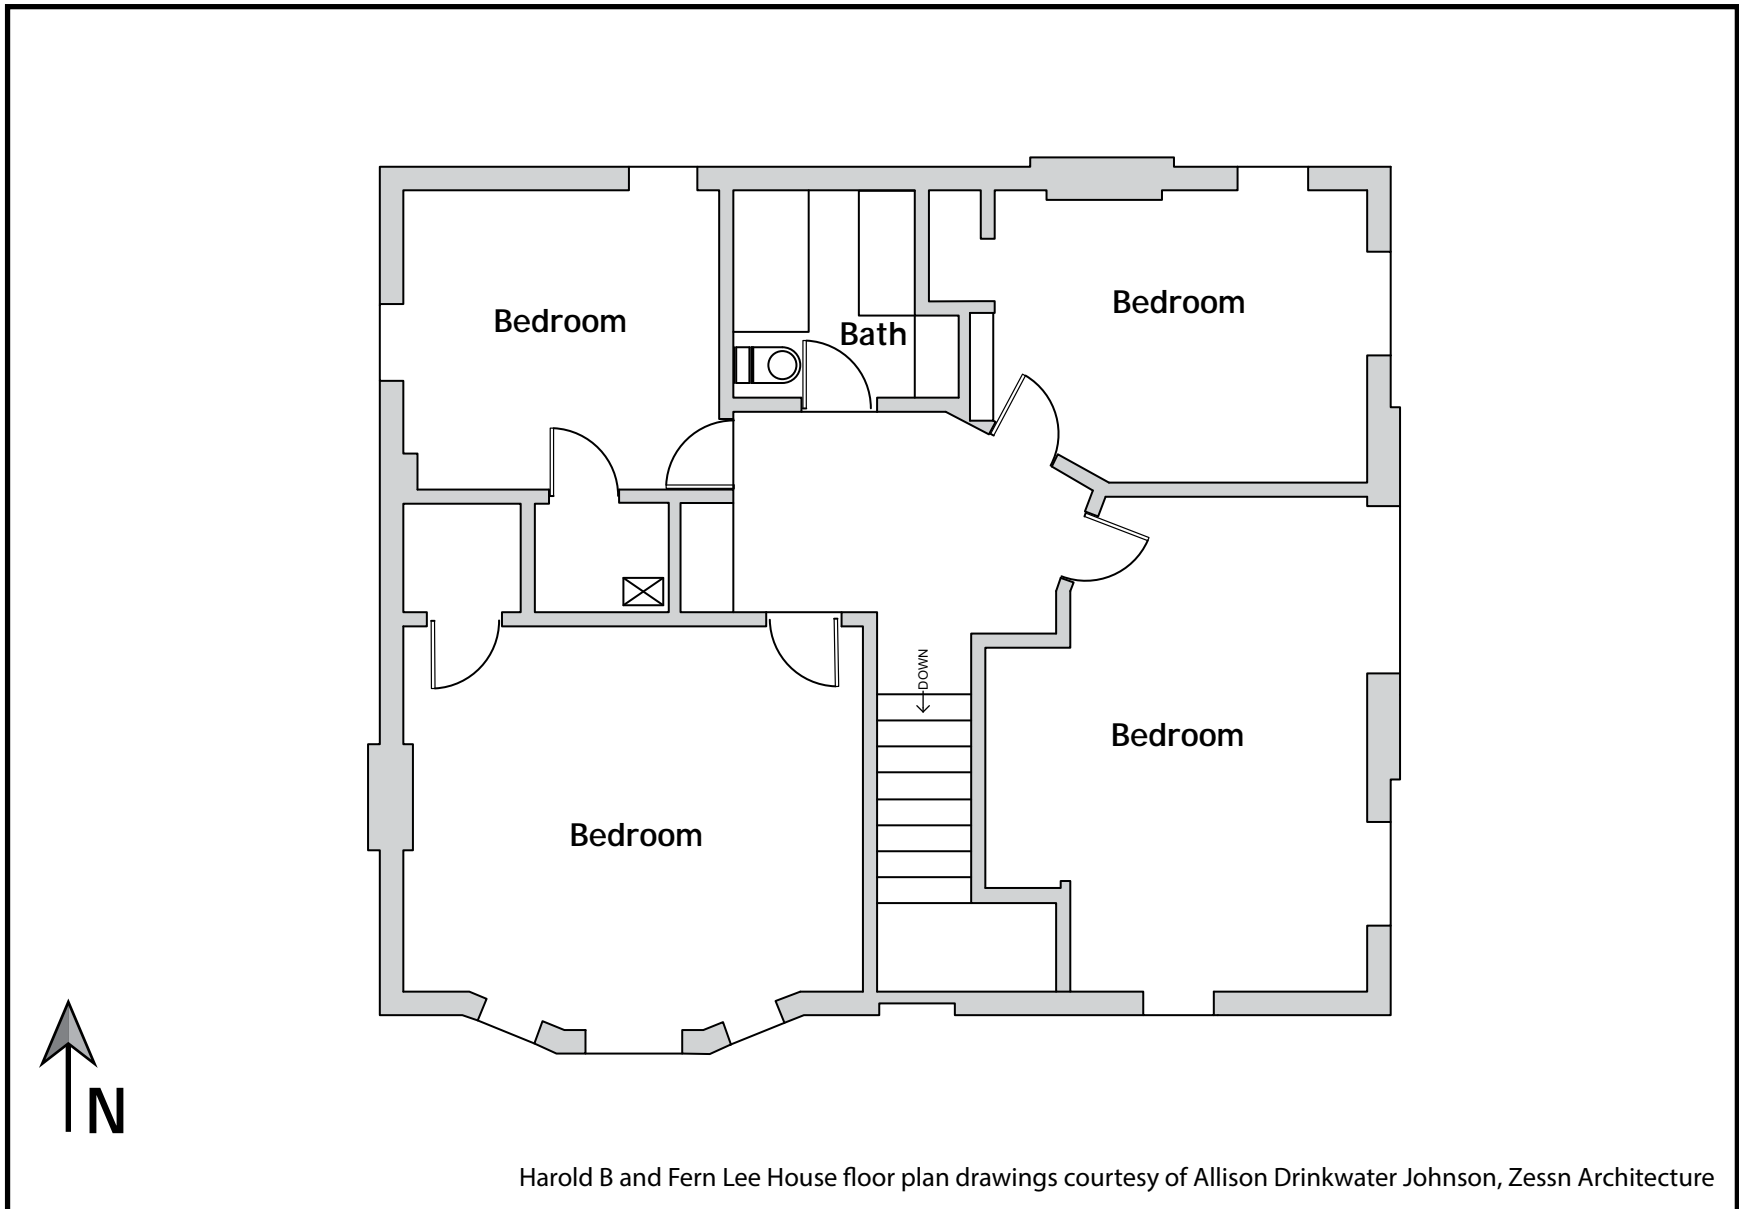 Bedroom
Bath
Bedroom
DOWN
Bedroom
Bedroom
N
Harold B and Fern Lee House floor plan drawings courtesy of Allison Drinkwater Johnson, Zessn Architecture